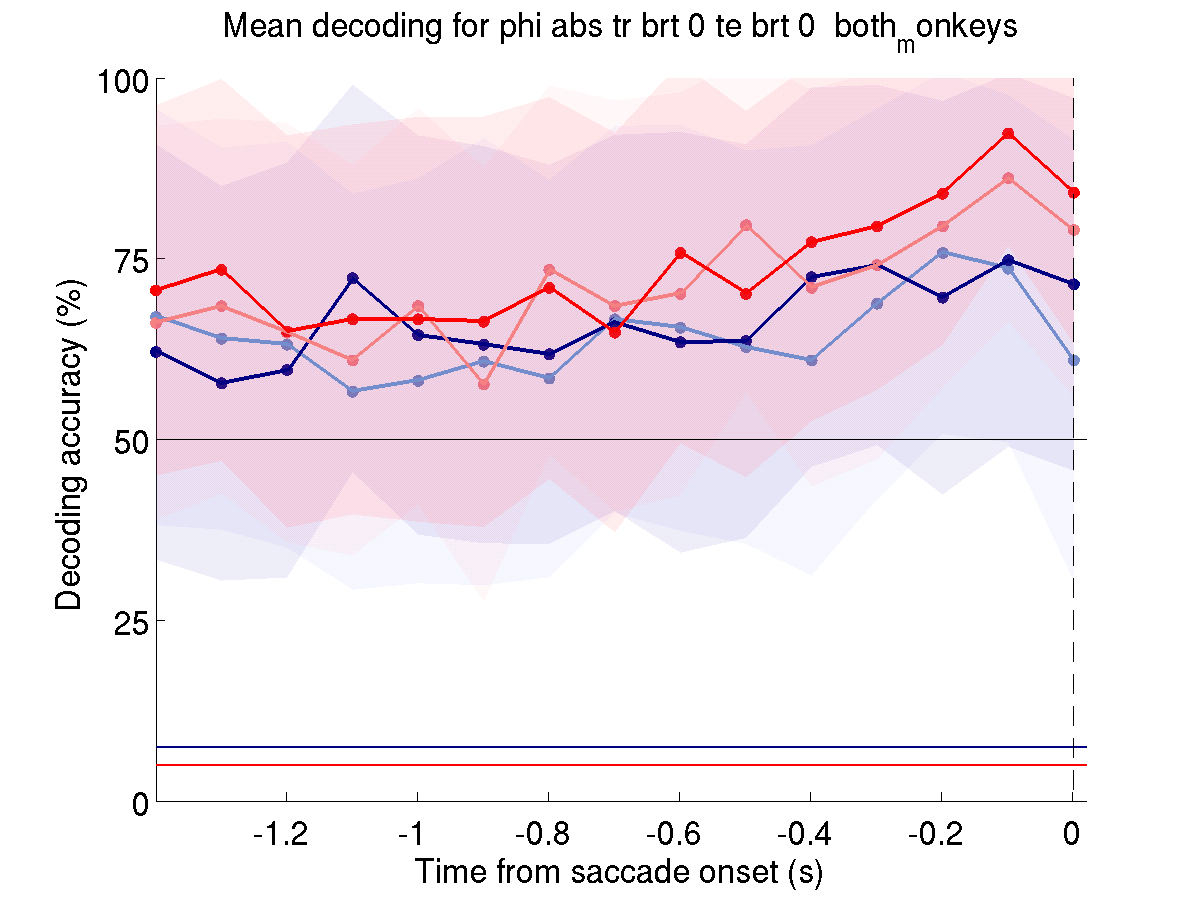 Mean decoding for phi abs tr brt 0 te brt 0 both_monkeys
100
75
50
25
0
Decoding accuracy (%)
-1.2 -1 -0.8 -0.6 -0.4 -0.2 0
Time from saccade onset (s)